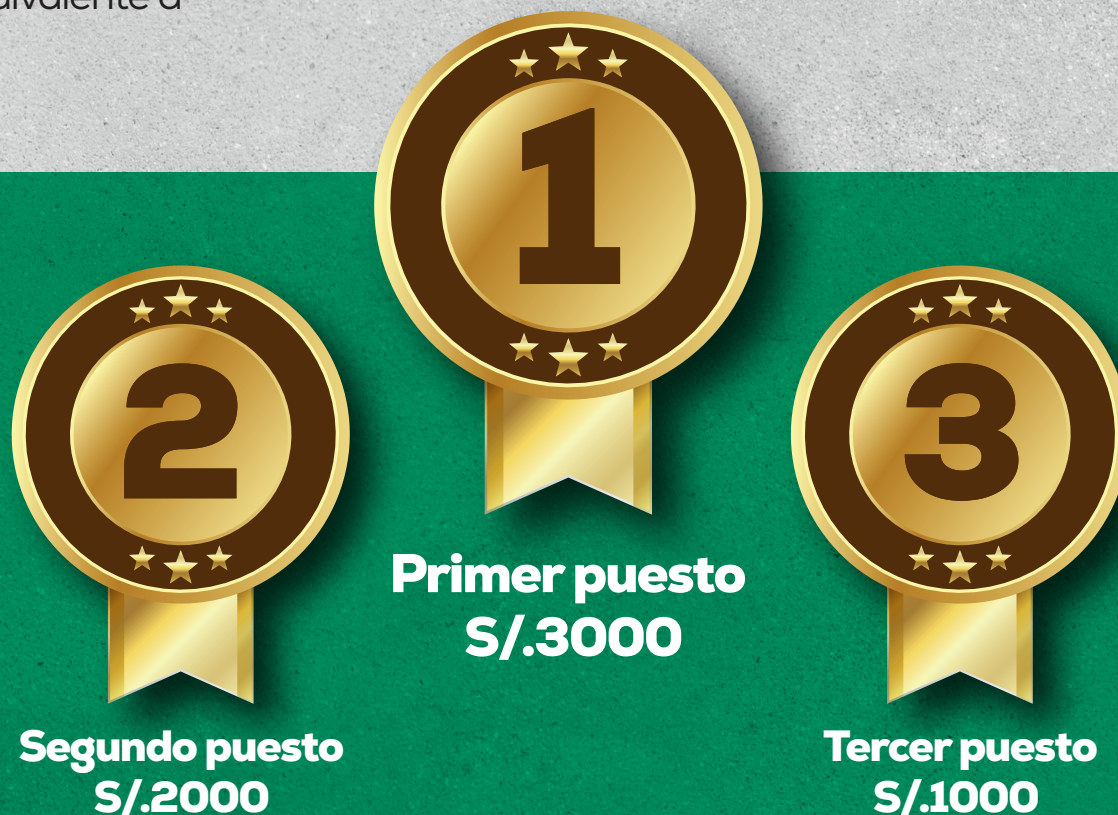 1
2
3
Primer puesto
S/.3000
Segundo puesto
S/.2000
Tercer puesto
S/.1000